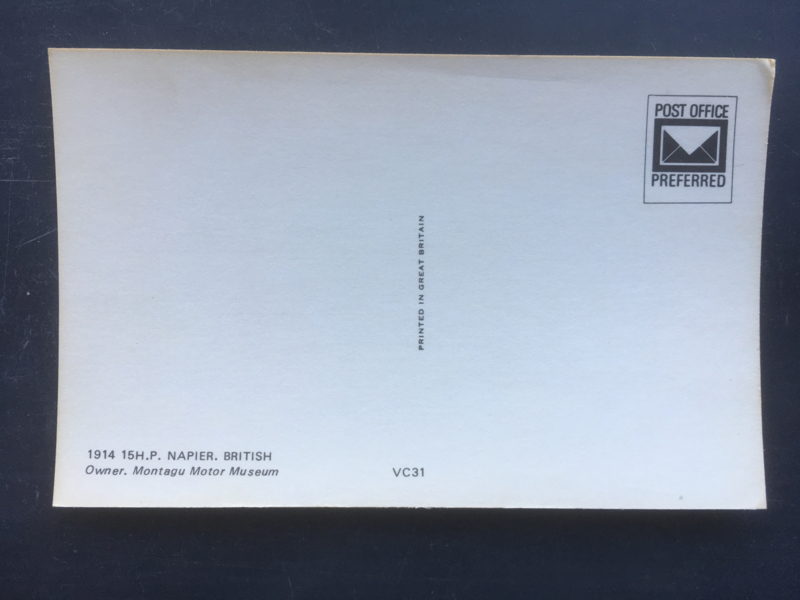 POST OFFICE
PREFERRED
PRINTED IN GREAT BRITAIN
1914 15H.P. NAPIER. BRITISH
Owner. Montagu Motor Museum
VC31